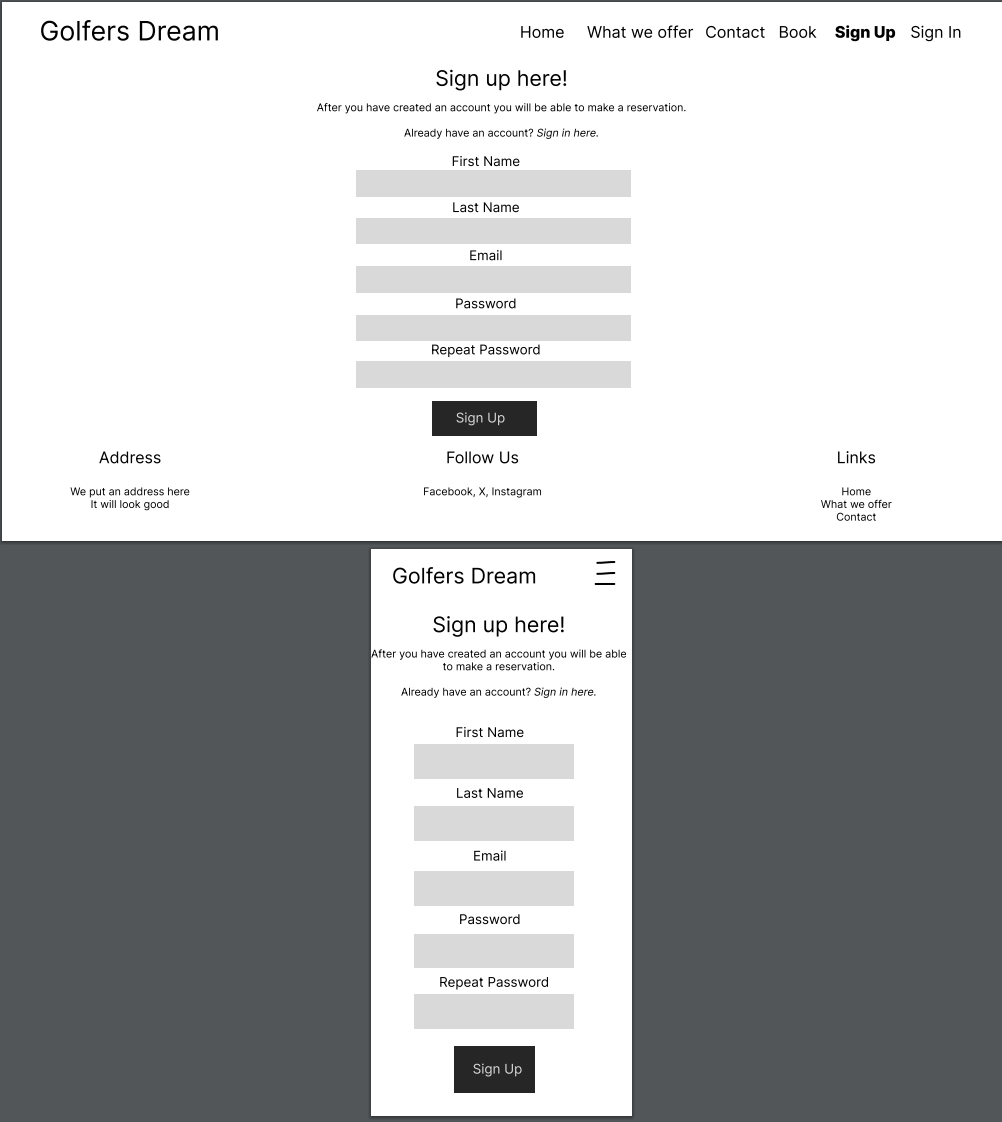 Golfers Dream
Home What we offer Contact Book Sign Up Sign In
Sign up here!
After you have created an account you will be able to make a reservation.
Already have an account? Sign in here.
First Name
Last Name
Email
Password
Repeat Password
Sign Up
Address
We put an address here
It will look good
Follow Us
Facebook, X, Instagram
Links
Home
What we offer
Contact
Golfers Dream
Sign up here!
After you have created an account you will be able
to make a reservation.
Already have an account? Sign in here.
First Name
Last Name
Email
Password
Repeat Password
Sign Up